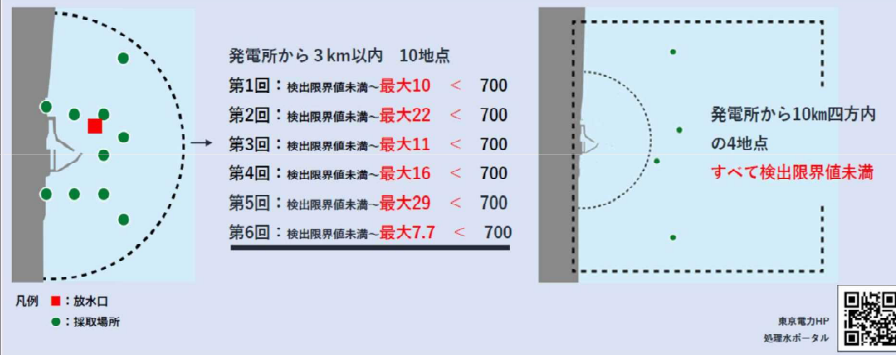 発電所から3km以内 10地点
第1回：検出限界値未満～最大10 < 700
第2回：検出限界値未満～最大22 < 700
第3回：検出限界値未満～最大11 < 700
第4回：検出限界値未満～最大16 < 700
第5回：検出限界値未満～最大29 < 700
第6回：検出限界値未満～最大7.7 < 700
発電所から10km四方内
の4地点
すべて検出限界値未満
凡例 ■：放水口
●：採取場所
東京電力HP
処理水ポータル